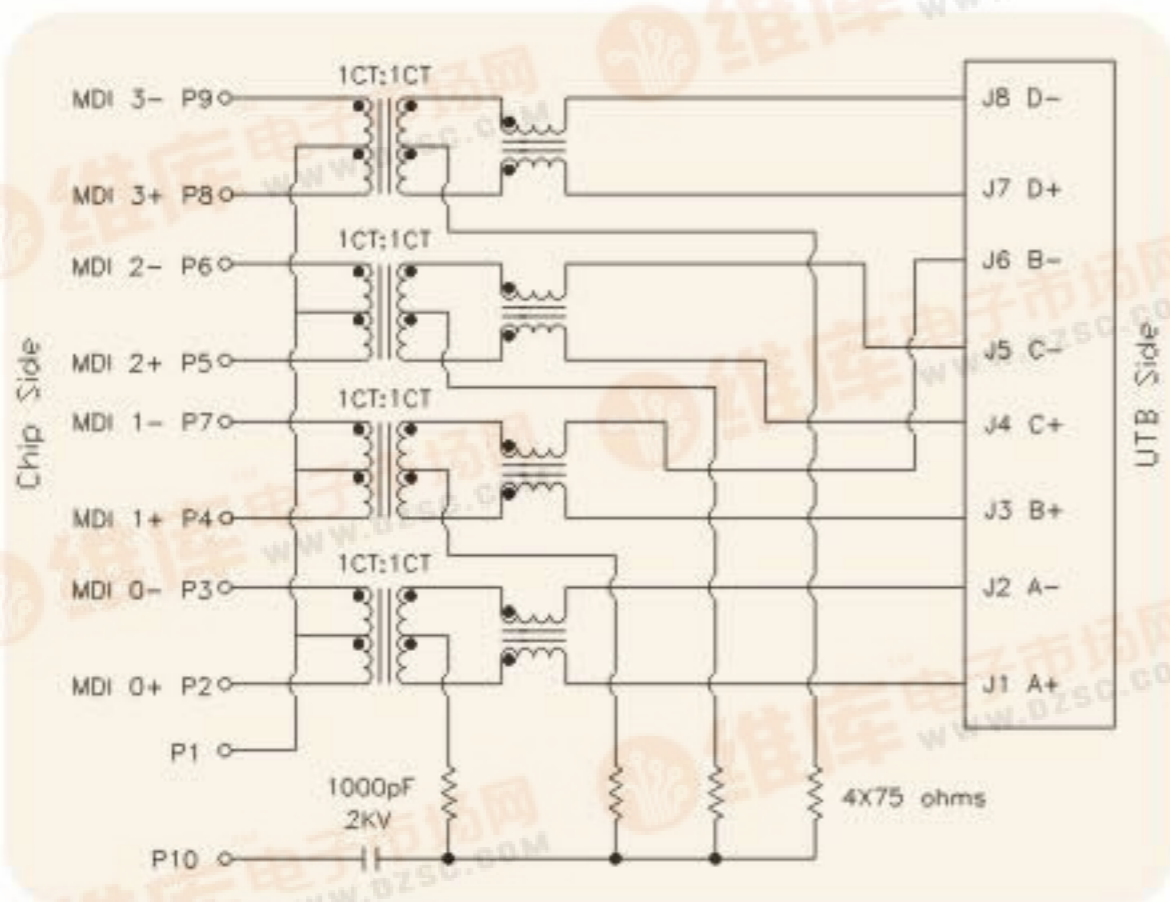 1CT:1CT
MDI 3- P9
J8 D-
MDI 3+ P8
J7 D+
1CT:1CT
MDI 2- P6
J6 B-
MDI 2+ P5
J5 C-
1CT:1CT
MDI 1- P7
J4 C+
MDI 1+ P4
J3 B+
1CT:1CT
MDI 0- P3
J2 A-
MDI 0+ P2
J1 A+
P1
1000pF
2KV
4X75 ohms
P10
Chip Side
UTB Side
维库电子市场网
WWW.DZSC.COM